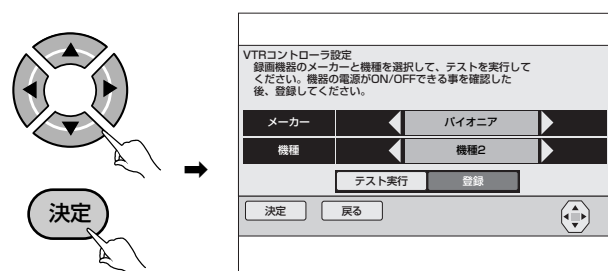 決定
VTRコントローラ設定
録画機器のメーカーと機種を選択して、テストを実行して
ください。機器の電源がON/OFFできる事を確認した
後、登録してください。
メーカー パイオニア
機種 機種2
テスト実行 登録
決定 戻る